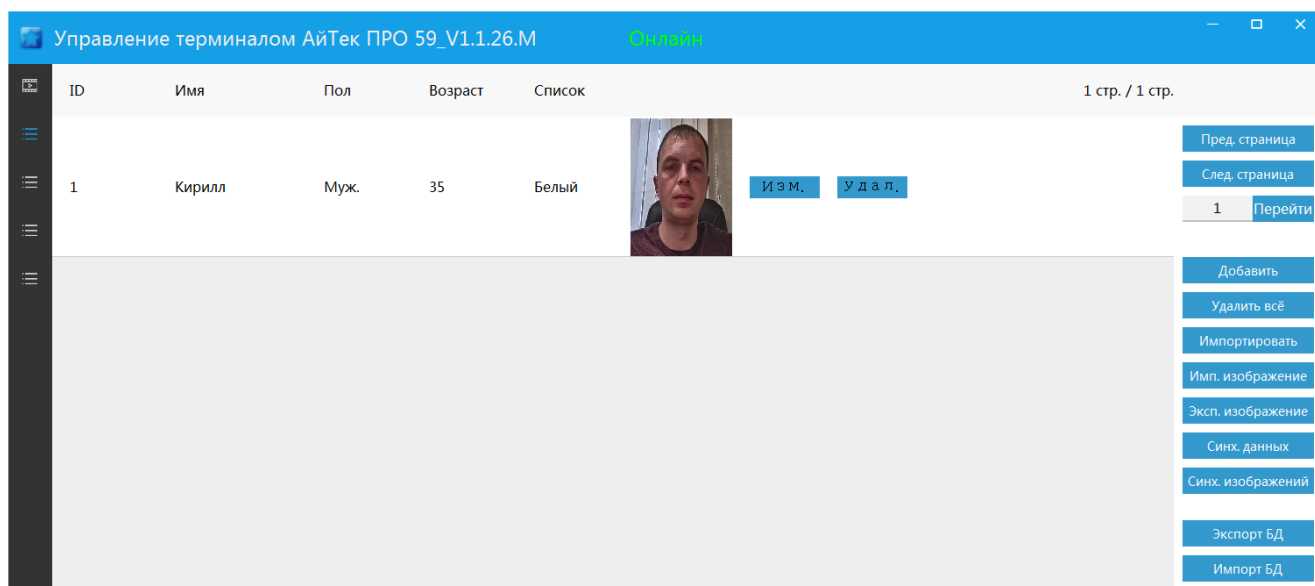 Управление терминалом АйТек ПРО 59_V1.1.26.M Онлайн
ID Имя Пол Возраст Список 1 стр. / 1 стр.
1 Кирилл Муж. 35 Белый Изм. Удал.
Пред. страница
След. страница
1 Перейти
Добавить
Удалить всё
Импортировать
Имп. изображение
Эксп. изображение
Синх. данных
Синх. изображений
Экспорт БД
Импорт БД